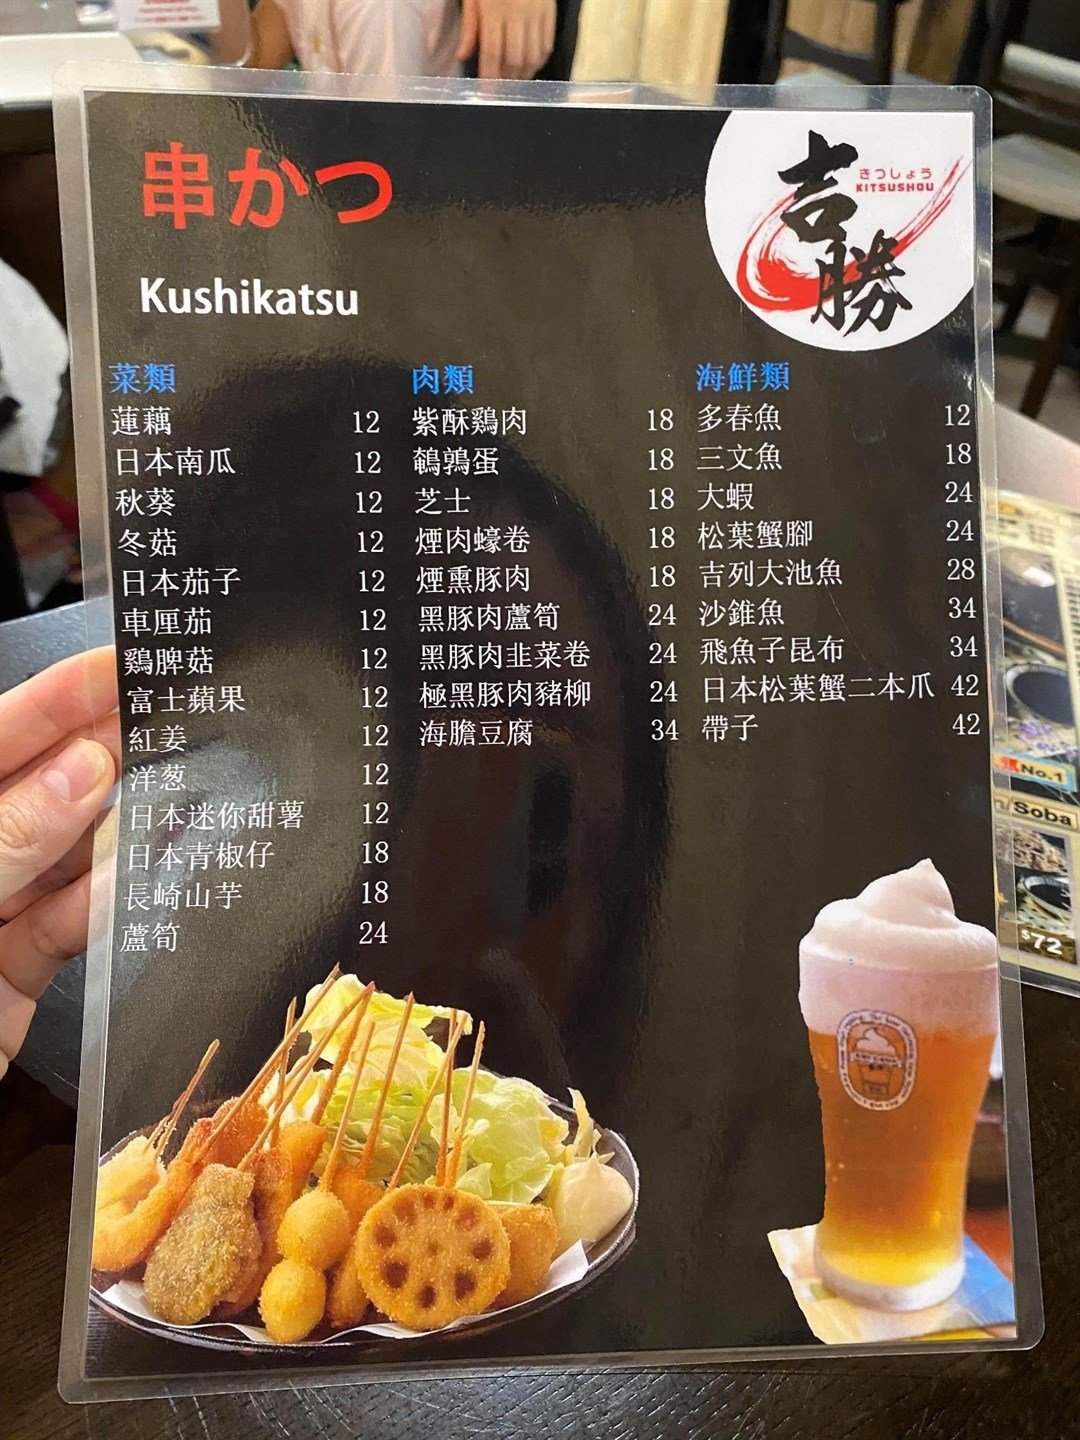 串かつ
Kushikatsu
きつしょう
KITSUSHOU
吉勝
菜類
蓮藕 12
日本南瓜 12
秋葵 12
冬菇 12
日本茄子 12
車厘茄 12
鷄脾菇 12
富士蘋果 12
紅姜 12
洋葱 12
日本迷你甜薯 12
日本青椒仔 18
長崎山芋 18
蘆筍 24
肉類
紫酥鷄肉 18
鵪鶉蛋 18
芝士 18
煙肉蠔卷 18
煙熏豚肉 18
黑豚肉蘆筍 24
黑豚肉韭菜卷 24
極黑豚肉豬柳 24
海膽豆腐 34
海鮮類
多春魚 12
三文魚 18
大蝦 24
松葉蟹腳 24
吉列大池魚 28
沙錐魚 34
飛魚子昆布 34
日本松葉蟹二本爪 42
帶子 42
No.1
Soba
$72